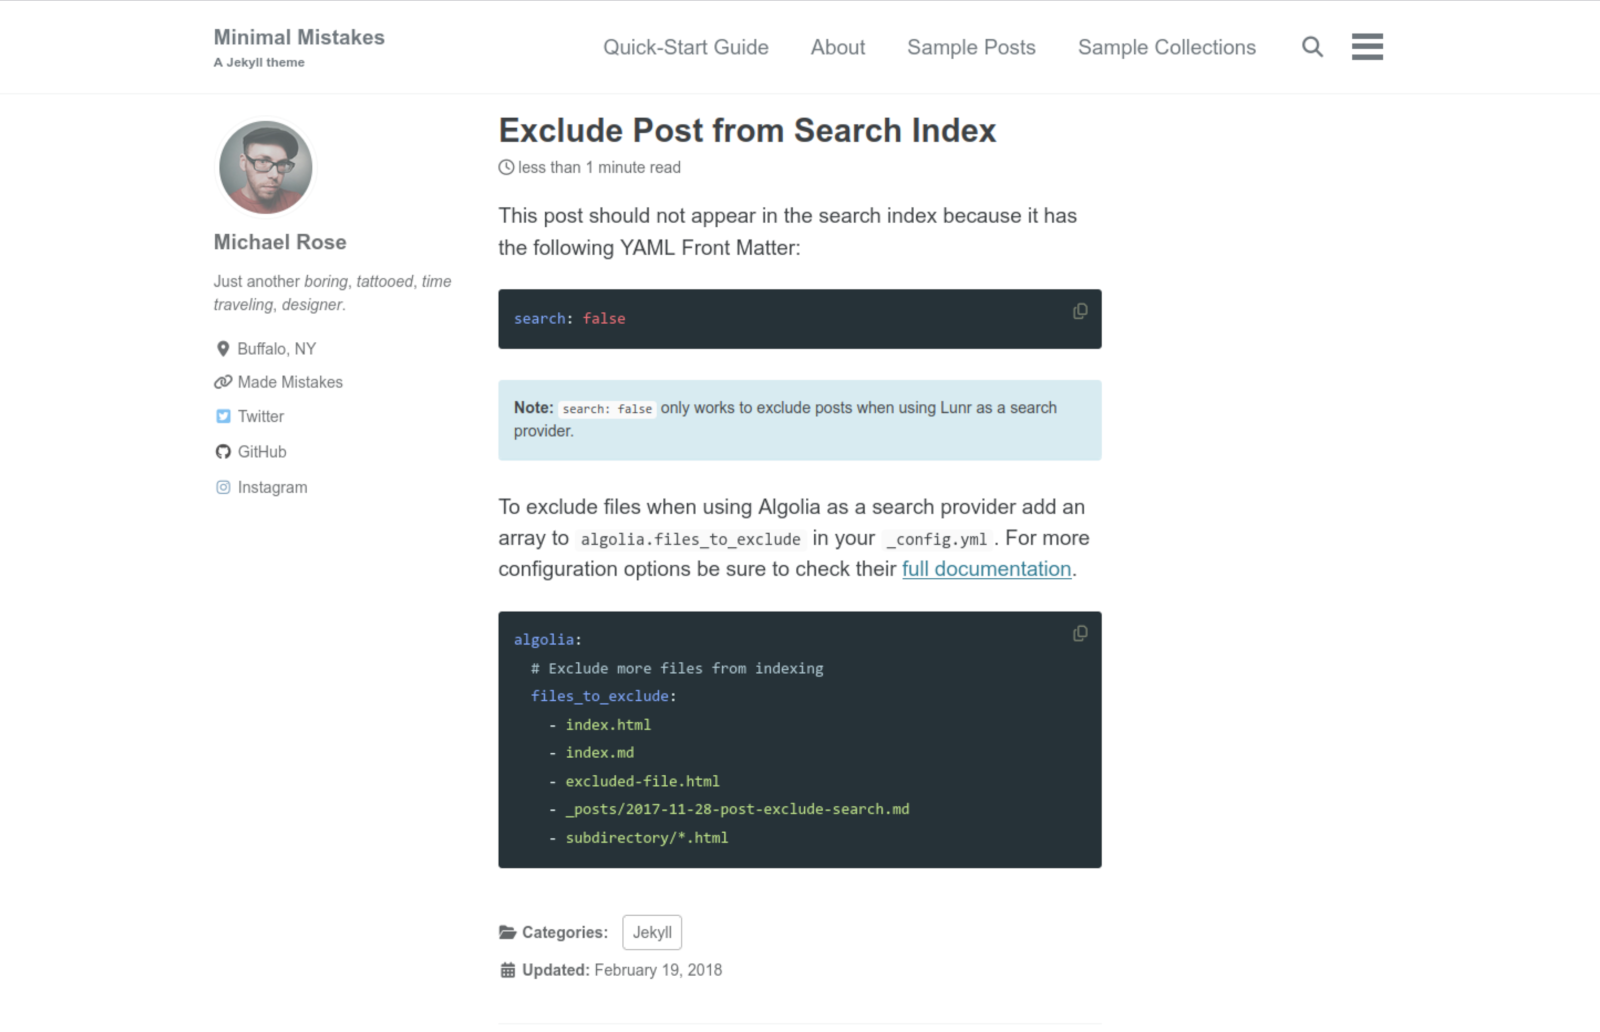 Minimal Mistakes
A Jekyll theme
Quick-Start Guide
About
Sample Posts
Sample Collections
Michael Rose
Just another boring, tattooed, time
traveling, designer.
Buffalo, NY
Made Mistakes
Twitter
GitHub
Instagram
Exclude Post from Search Index
less than 1 minute read
This post should not appear in the search index because it has
the following YAML Front Matter:
search: false
Note: search: false only works to exclude posts when using Lunr as a search
provider.
To exclude files when using Algolia as a search provider add an
array to algolia.files_to_exclude in your _config.yml . For more
configuration options be sure to check their full documentation.
algolia:
  # Exclude more files from indexing
  files_to_exclude:
    - index.html
    - index.md
    - excluded-file.html
    - _posts/2017-11-28-post-exclude-search.md
    - subdirectory/*.html
Categories: Jekyll
Updated: February 19, 2018